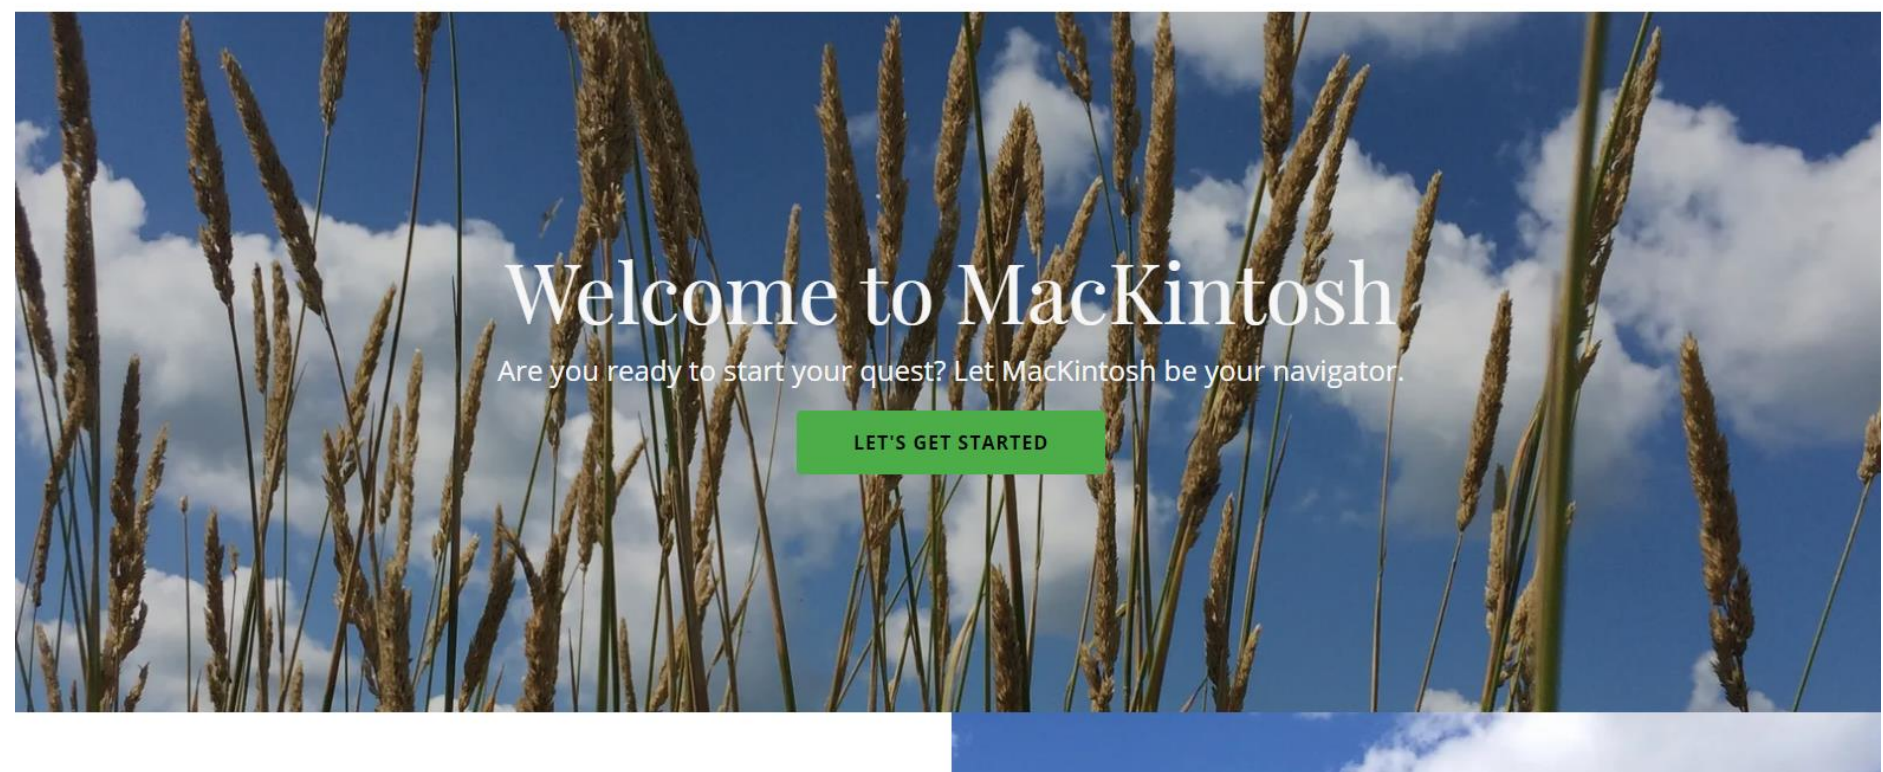 Welcome to MacKintosh
Are you ready to start your quest? Let MacKintosh be your navigator.
LET'S GET STARTED